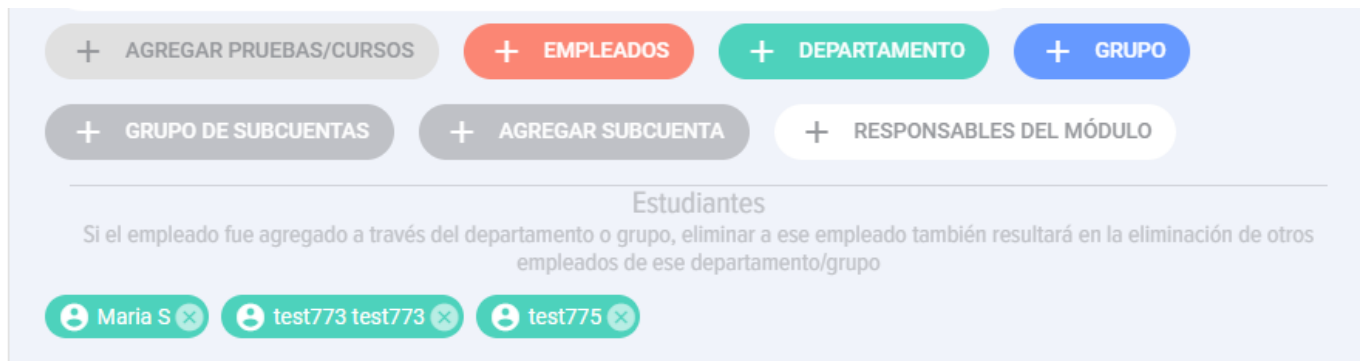 + AGREGAR PRUEBAS/CURSOS + EMPLEADOS + DEPARTAMENTO + GRUPO
+ GRUPO DE SUBCUENTAS + AGREGAR SUBCUENTA + RESPONSABLES DEL MÓDULO
Estudiantes
Si el empleado fue agregado a través del departamento o grupo, eliminar a ese empleado también resultará en la eliminación de otros
empleados de ese departamento/grupo
Maria S test773 test773 test775